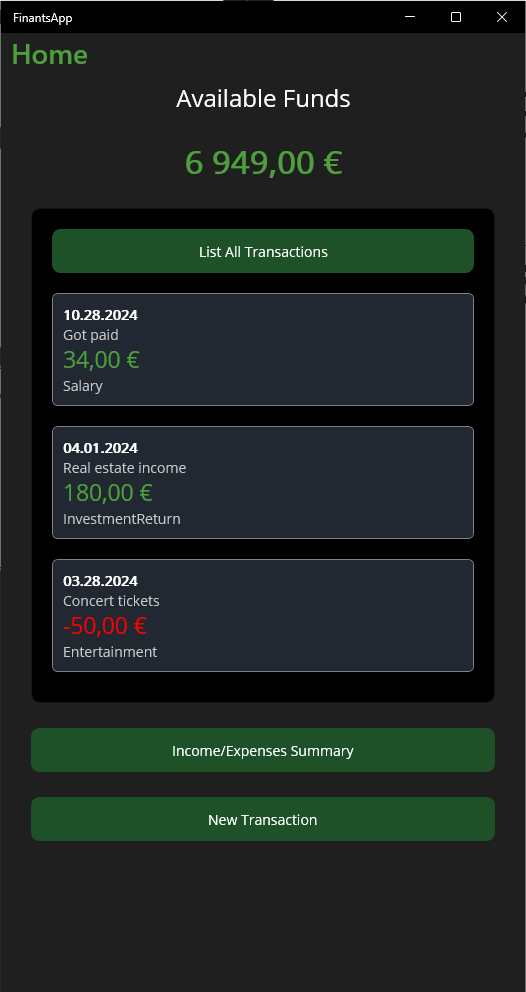 FinantsApp
Home
Available Funds
6 949,00 €
List All Transactions
10.28.2024
Got paid
34,00 €
Salary
04.01.2024
Real estate income
180,00 €
InvestmentReturn
03.28.2024
Concert tickets
-50,00 €
Entertainment
Income/Expenses Summary
New Transaction